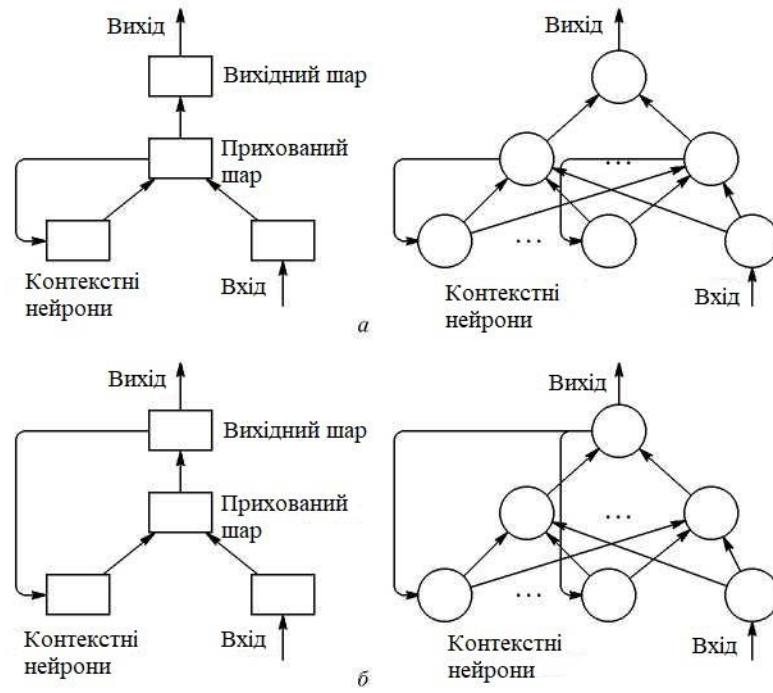 Вихід
Вихідний шар
Прихований
шар
Контекстні
нейрони
Вхід
Вихід
...
...
Контекстні
нейрони
Вхід
а
Вихід
Вихідний шар
Прихований
шар
Контекстні
нейрони
Вхід
Вихід
...
...
Контекстні
нейрони
Вхід
б